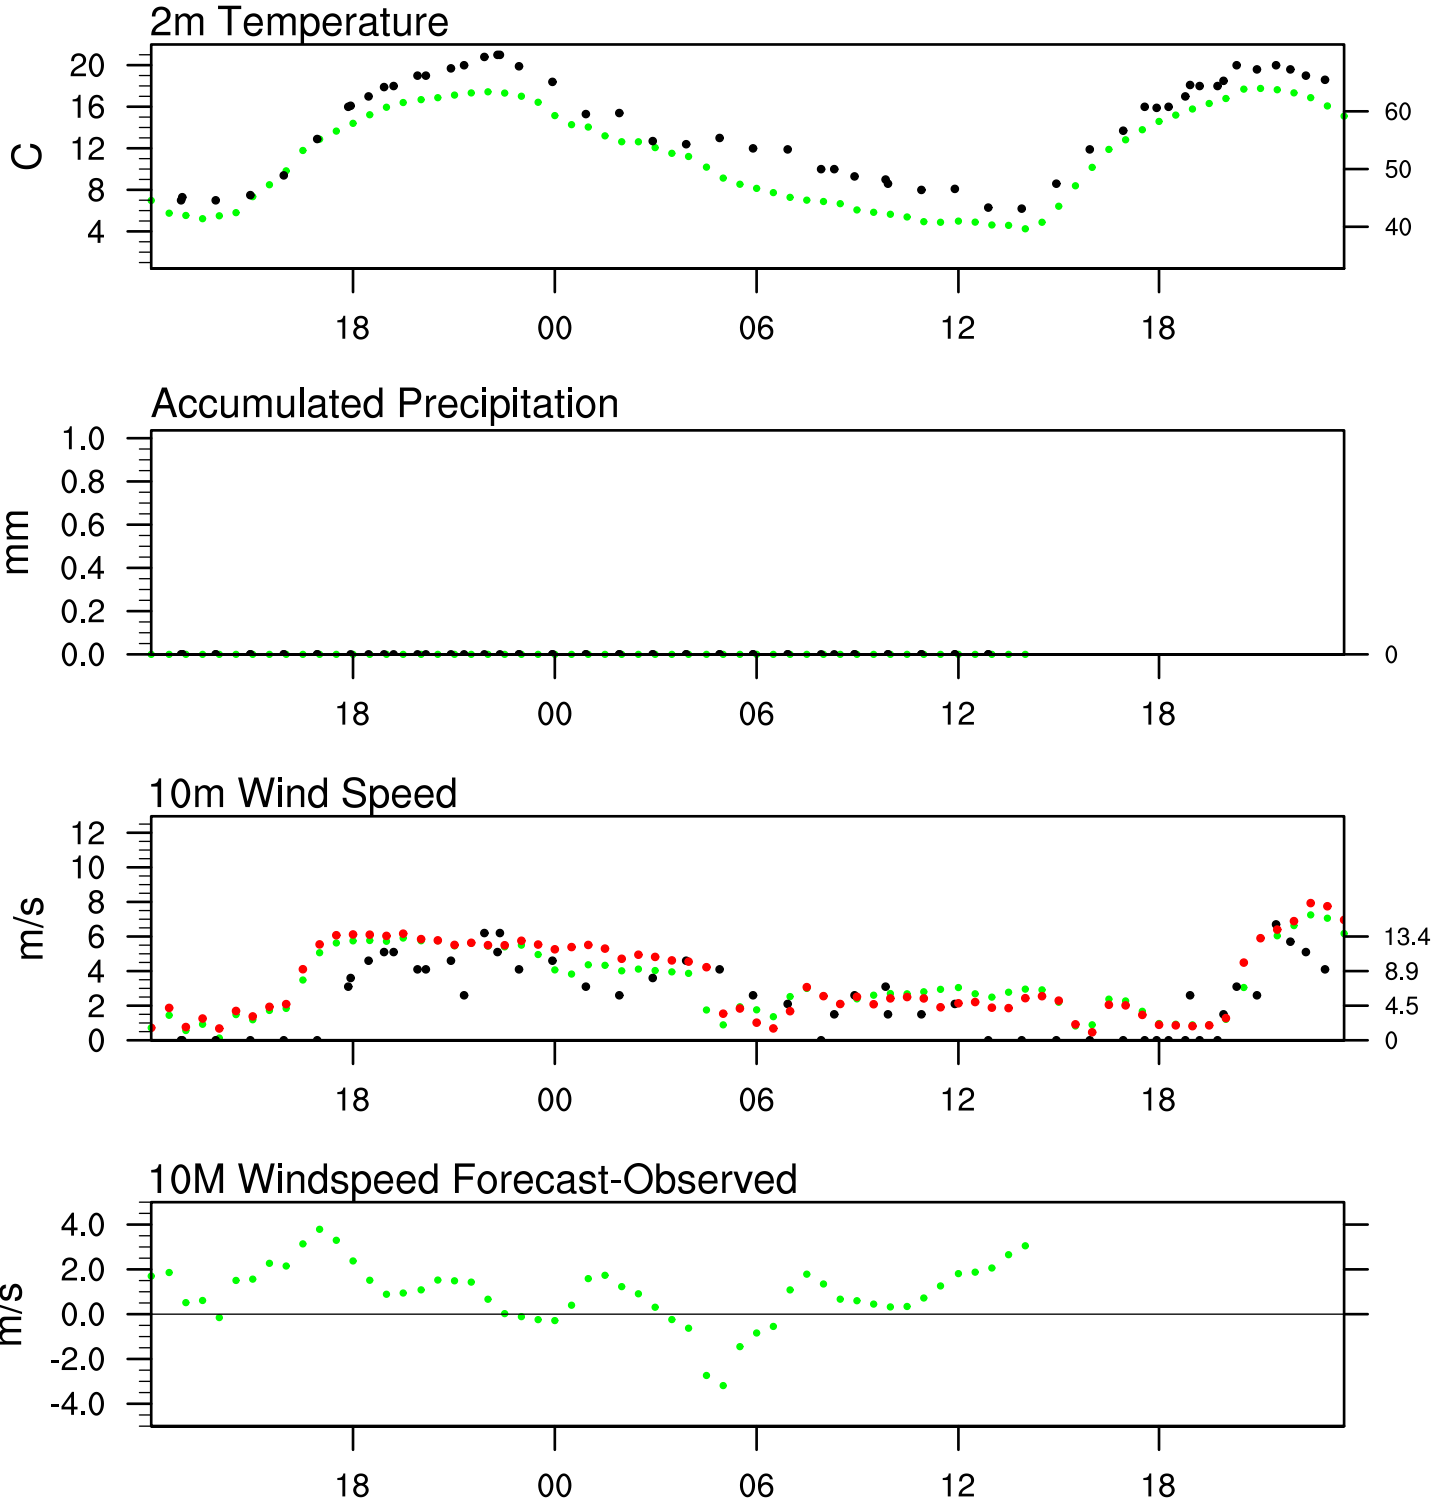 2m Temperature
C
20
16
12
8
4
60
50
40
18 00 06 12 18
Accumulated Precipitation
mm
1.0
0.8
0.6
0.4
0.2
0.0
0
18 00 06 12 18
10m Wind Speed
m/s
12
10
8
6
4
2
0
13.4
8.9
4.5
0
18 00 06 12 18
10M Windspeed Forecast-Observed
m/s
4.0
2.0
0.0
-2.0
-4.0
18 00 06 12 18